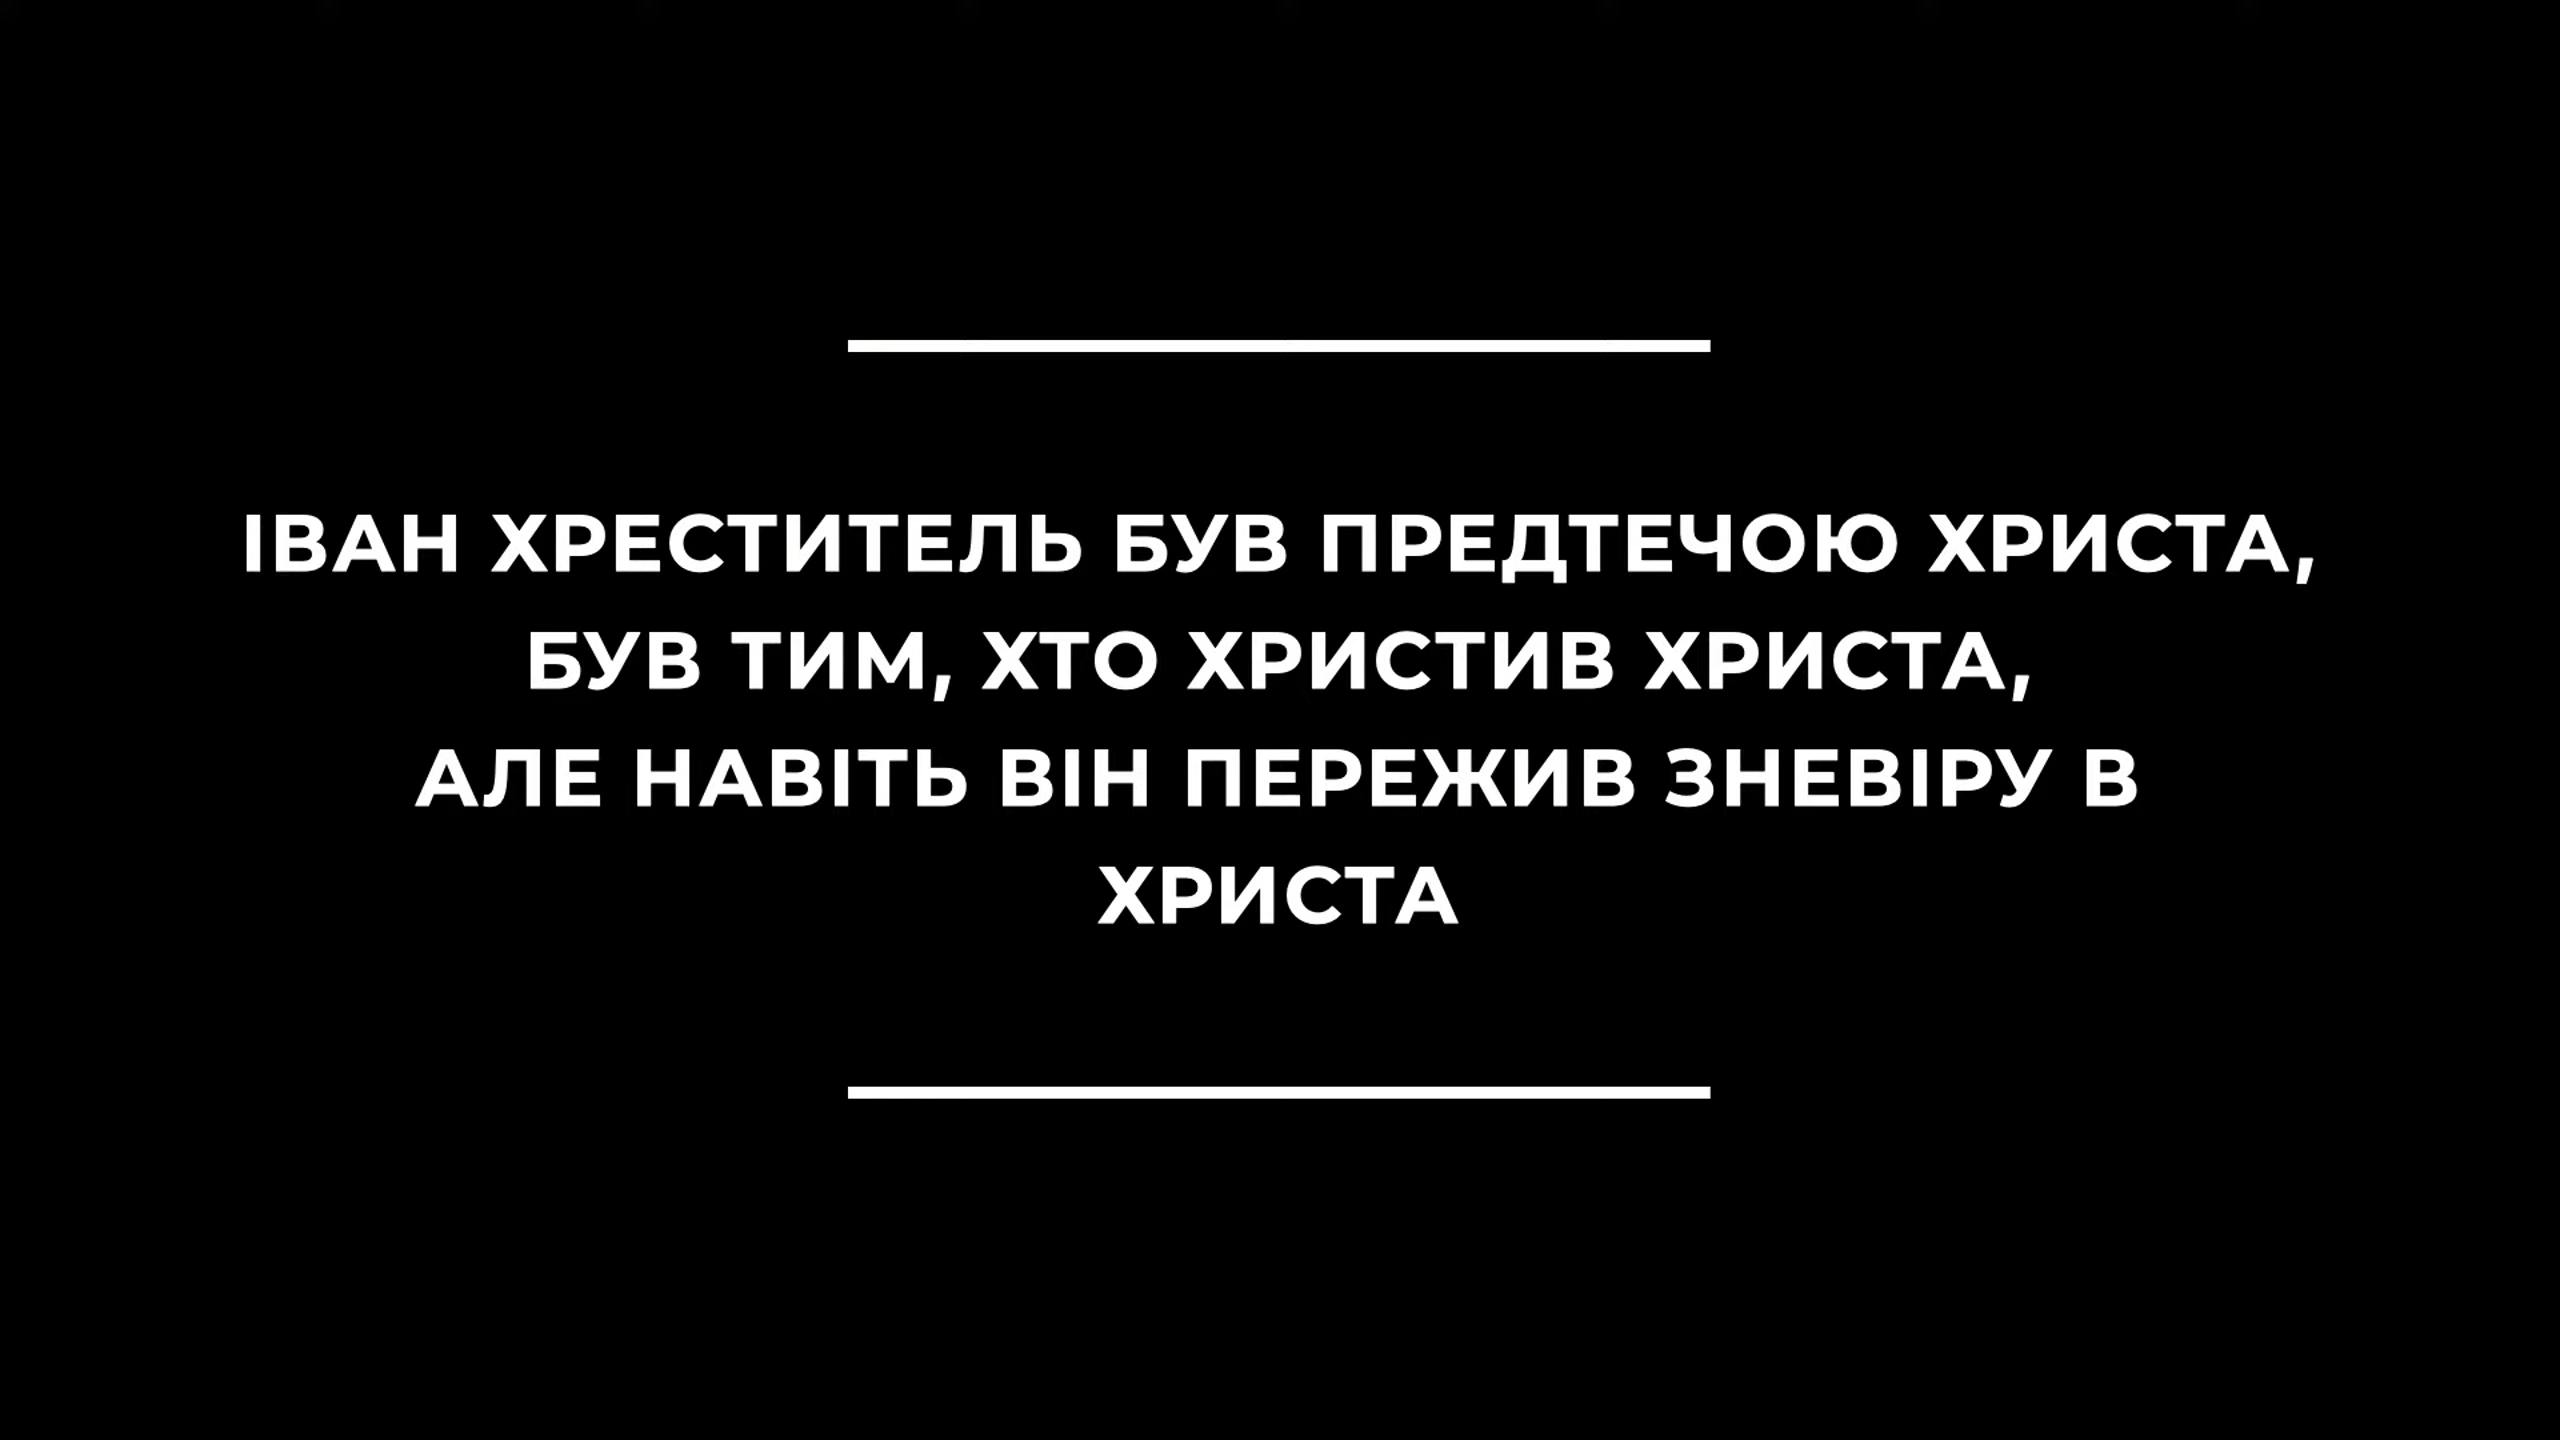 ІВАН ХРЕСТИТЕЛЬ БУВ ПРЕДТЕЧОЮ ХРИСТА,
БУВ ТИМ, ХТО ХРИСТИВ ХРИСТА,
АЛЕ НАВІТЬ ВІН ПЕРЕЖИВ ЗНЕВІРУ В
ХРИСТА